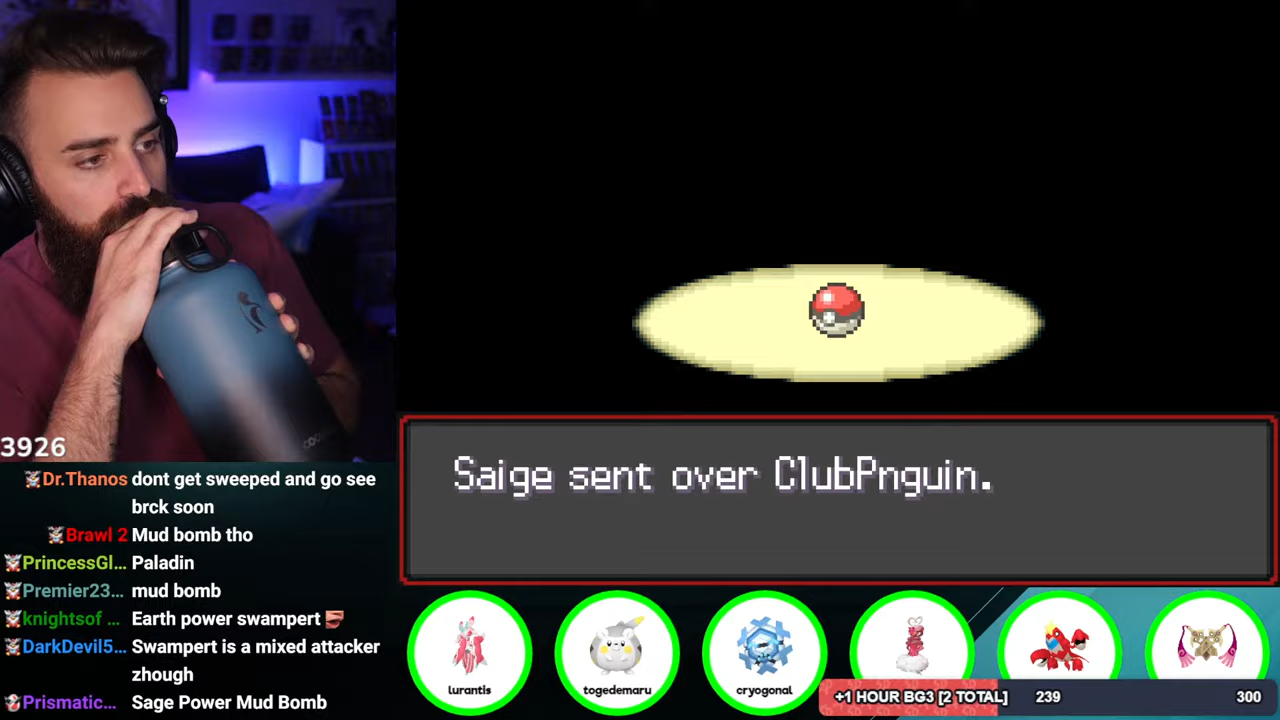 3926
Dr.Thanos dont get sweeped and go see
brck soon
Brawl 2 Mud bomb tho
PrincessGl... Paladin
Premier23... mud bomb
knightsof ... Earth power swampert
DarkDevil5... Swampert is a mixed attacker
zhough
Prismatic... Sage Power Mud Bomb
Saige sent over ClubPnguin.
lurantis
togedemaru
cryogonal
+1 HOUR BG3 [2 TOTAL] 239 300